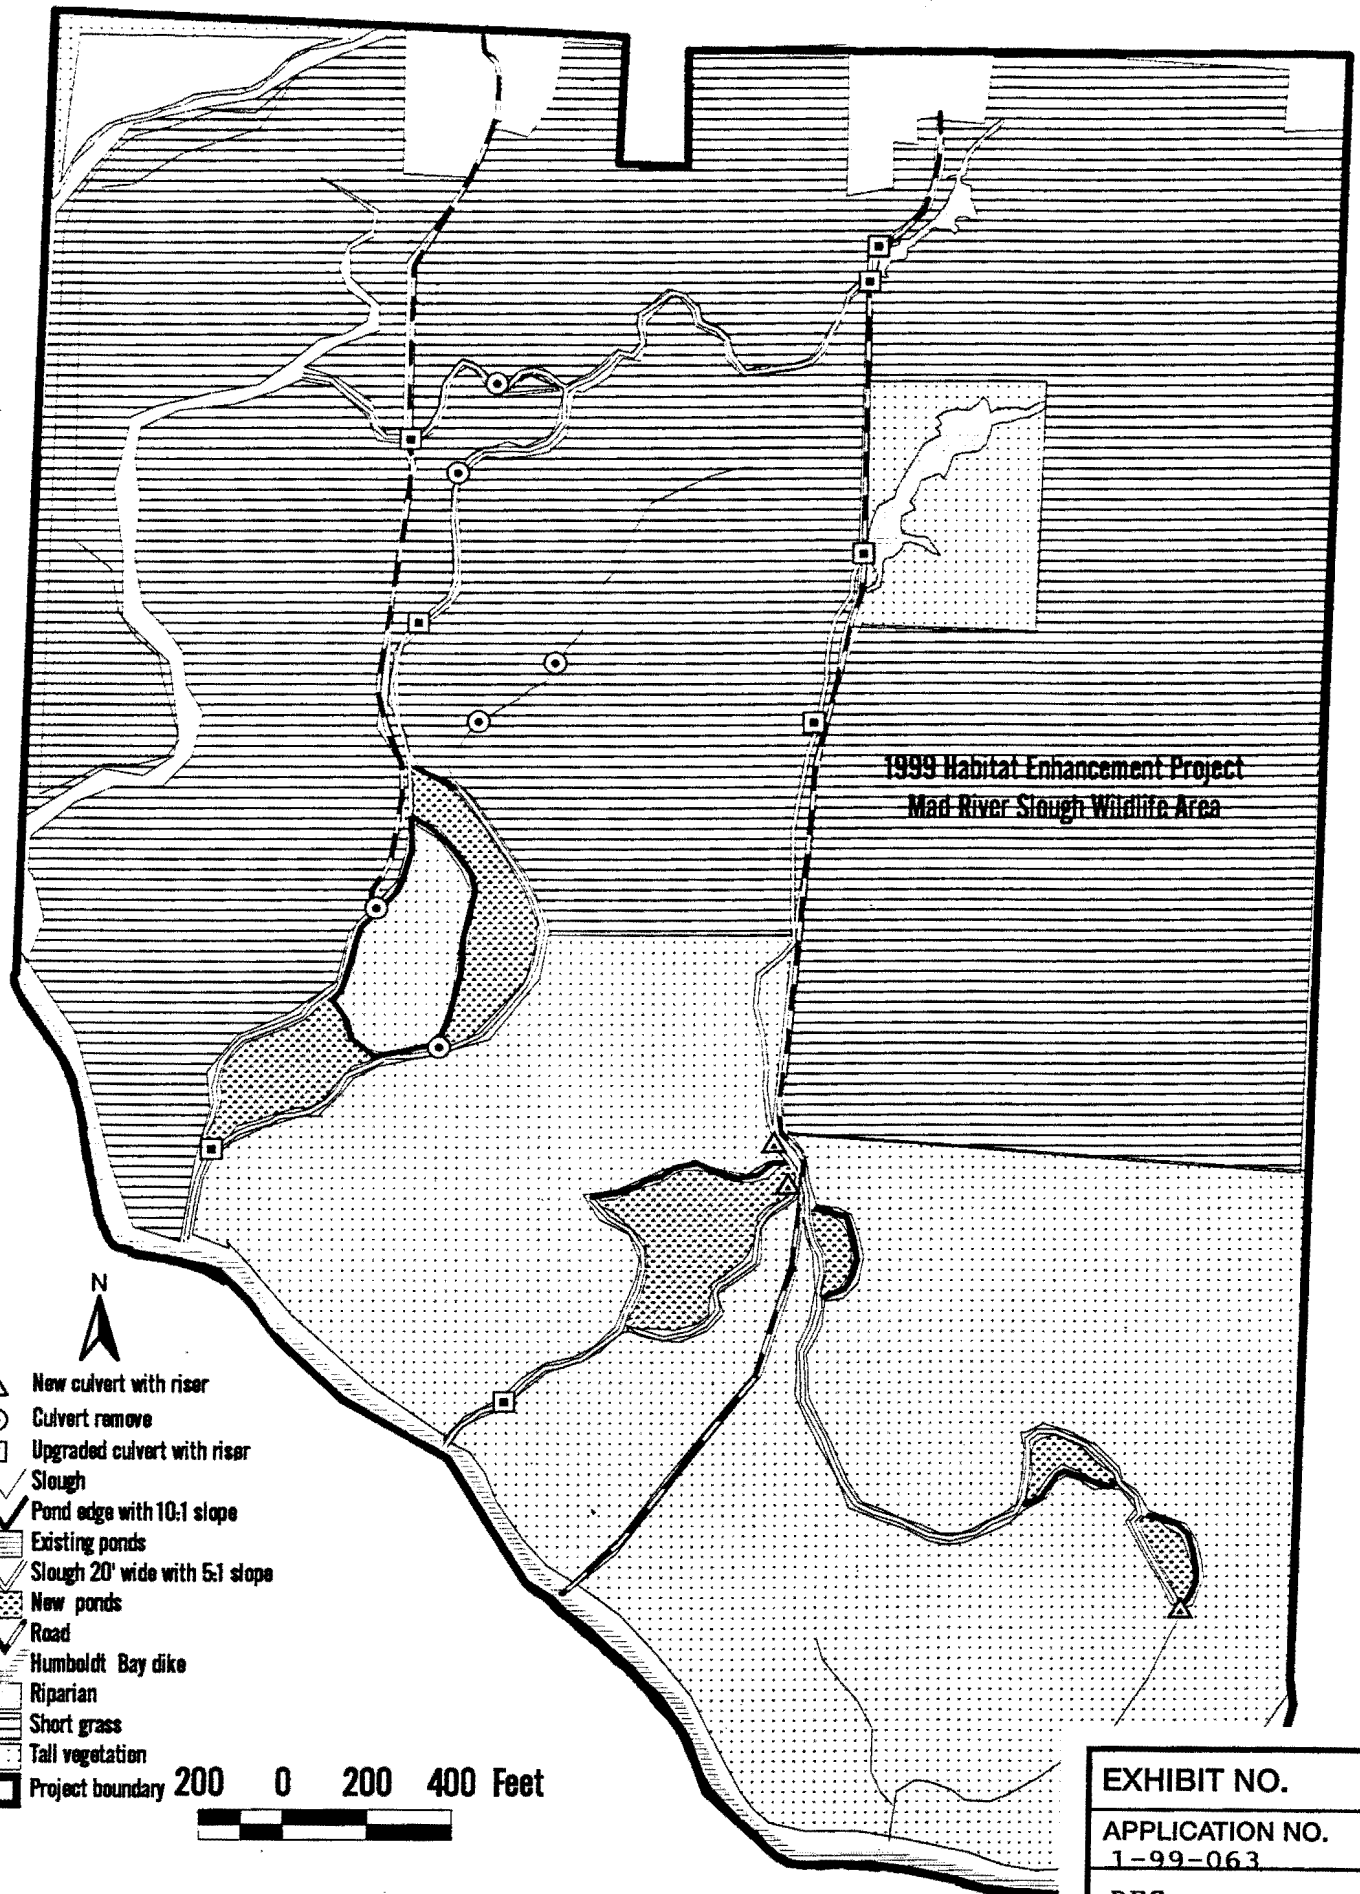 1999 Habitat Enhancement Project
Mad River Slough Wildlife Area
N
New culvert with riser
Culvert remove
Upgraded culvert with riser
Slough
Pond edge with 10:1 slope
Existing ponds
Slough 20' wide with 5:1 slope
New ponds
Road
Humboldt Bay dike
Riparian
Short grass
Tall vegetation
Project boundary
200 0 200 400 Feet
EXHIBIT NO.
APPLICATION NO.
1-99-063